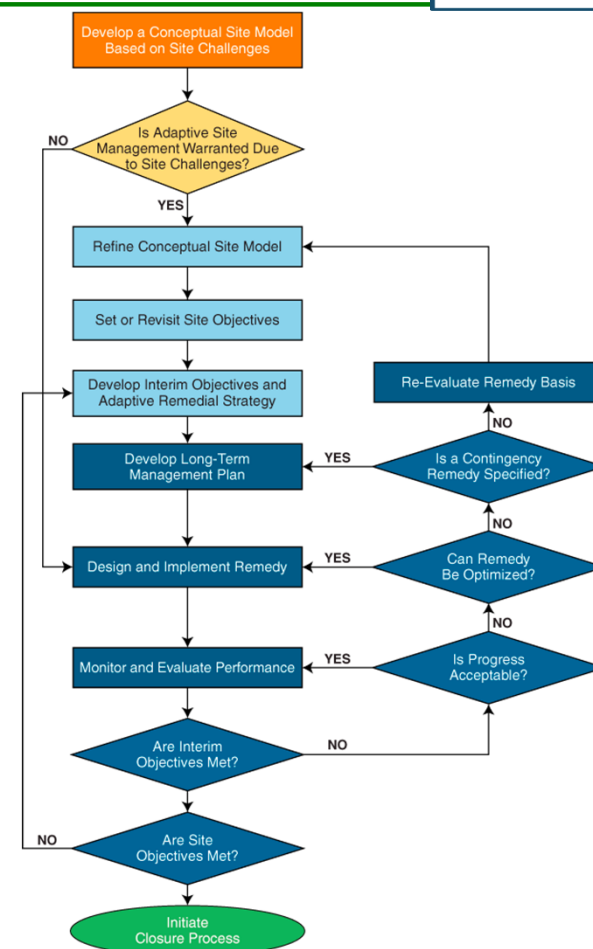 Develop a Conceptual Site Model
Based on Site Challenges
Is Adaptive Site
Management Warranted Due
to Site Challenges?
NO
YES
Refine Conceptual Site Model
Set or Revisit Site Objectives
Develop Interim Objectives and
Adaptive Remedial Strategy
Re-Evaluate Remedy Basis
NO
Develop Long-Term
Management Plan
YES
Is a Contingency
Remedy Specified?
NO
Design and Implement Remedy
YES
Can Remedy
Be Optimized?
NO
Monitor and Evaluate Performance
YES
Is Progress
Acceptable?
Are Interim
Objectives Met?
NO
Are Site
Objectives Met?
NO
Initiate
Closure Process